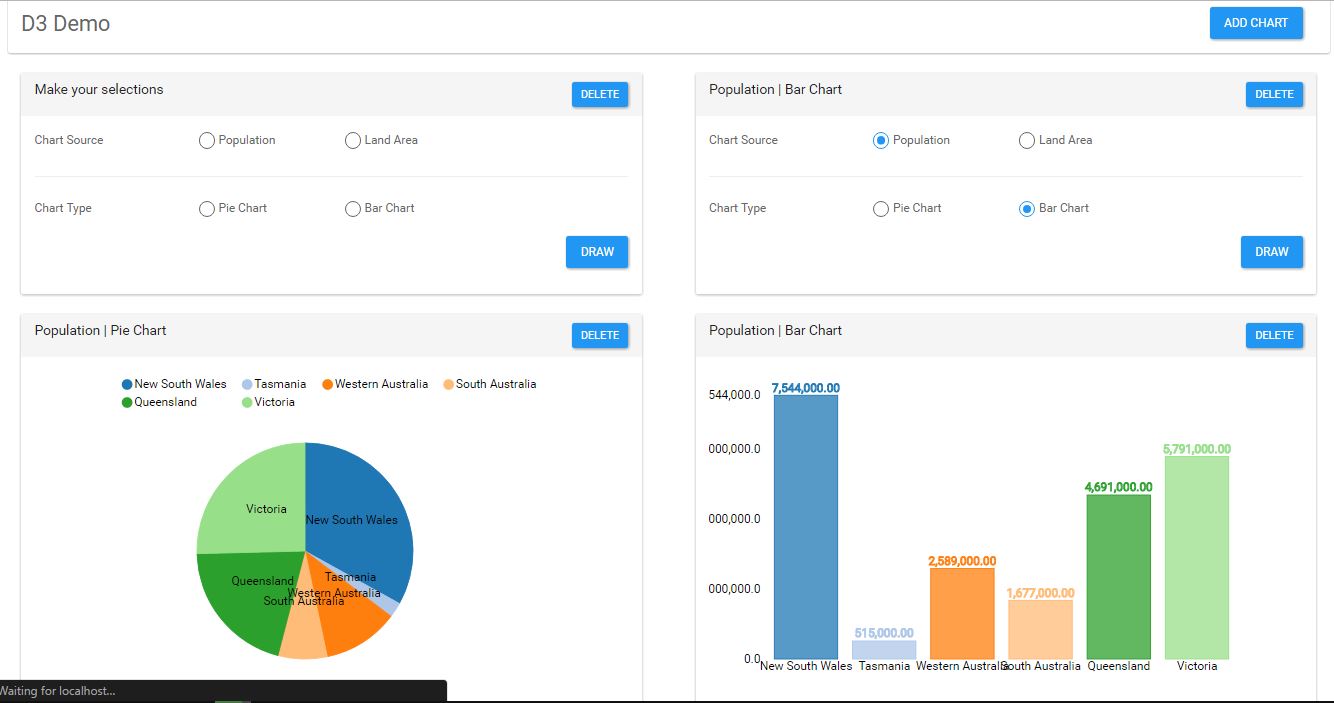 D3 Demo
ADD CHART
Make your selections
DELETE
Chart Source
Population
Land Area
Chart Type
Pie Chart
Bar Chart
DRAW
Population | Bar Chart
DELETE
Chart Source
Population
Land Area
Chart Type
Pie Chart
Bar Chart
DRAW
Population | Pie Chart
DELETE
New South Wales
Tasmania
Western Australia
South Australia
Queensland
Victoria
Victoria
New South Wales
Tasmania
Queensland
Western Australia
South Australia
Population | Bar Chart
DELETE
7,544,000.00
544,000.0
000,000.0
5,791,000.00
4,691,000.00
000,000.0
2,589,000.00
000,000.0
1,677,000.00
515,000.00
0.0
New South Wales
Tasmania
Western Australia
South Australia
Queensland
Victoria
Waiting for localhost...